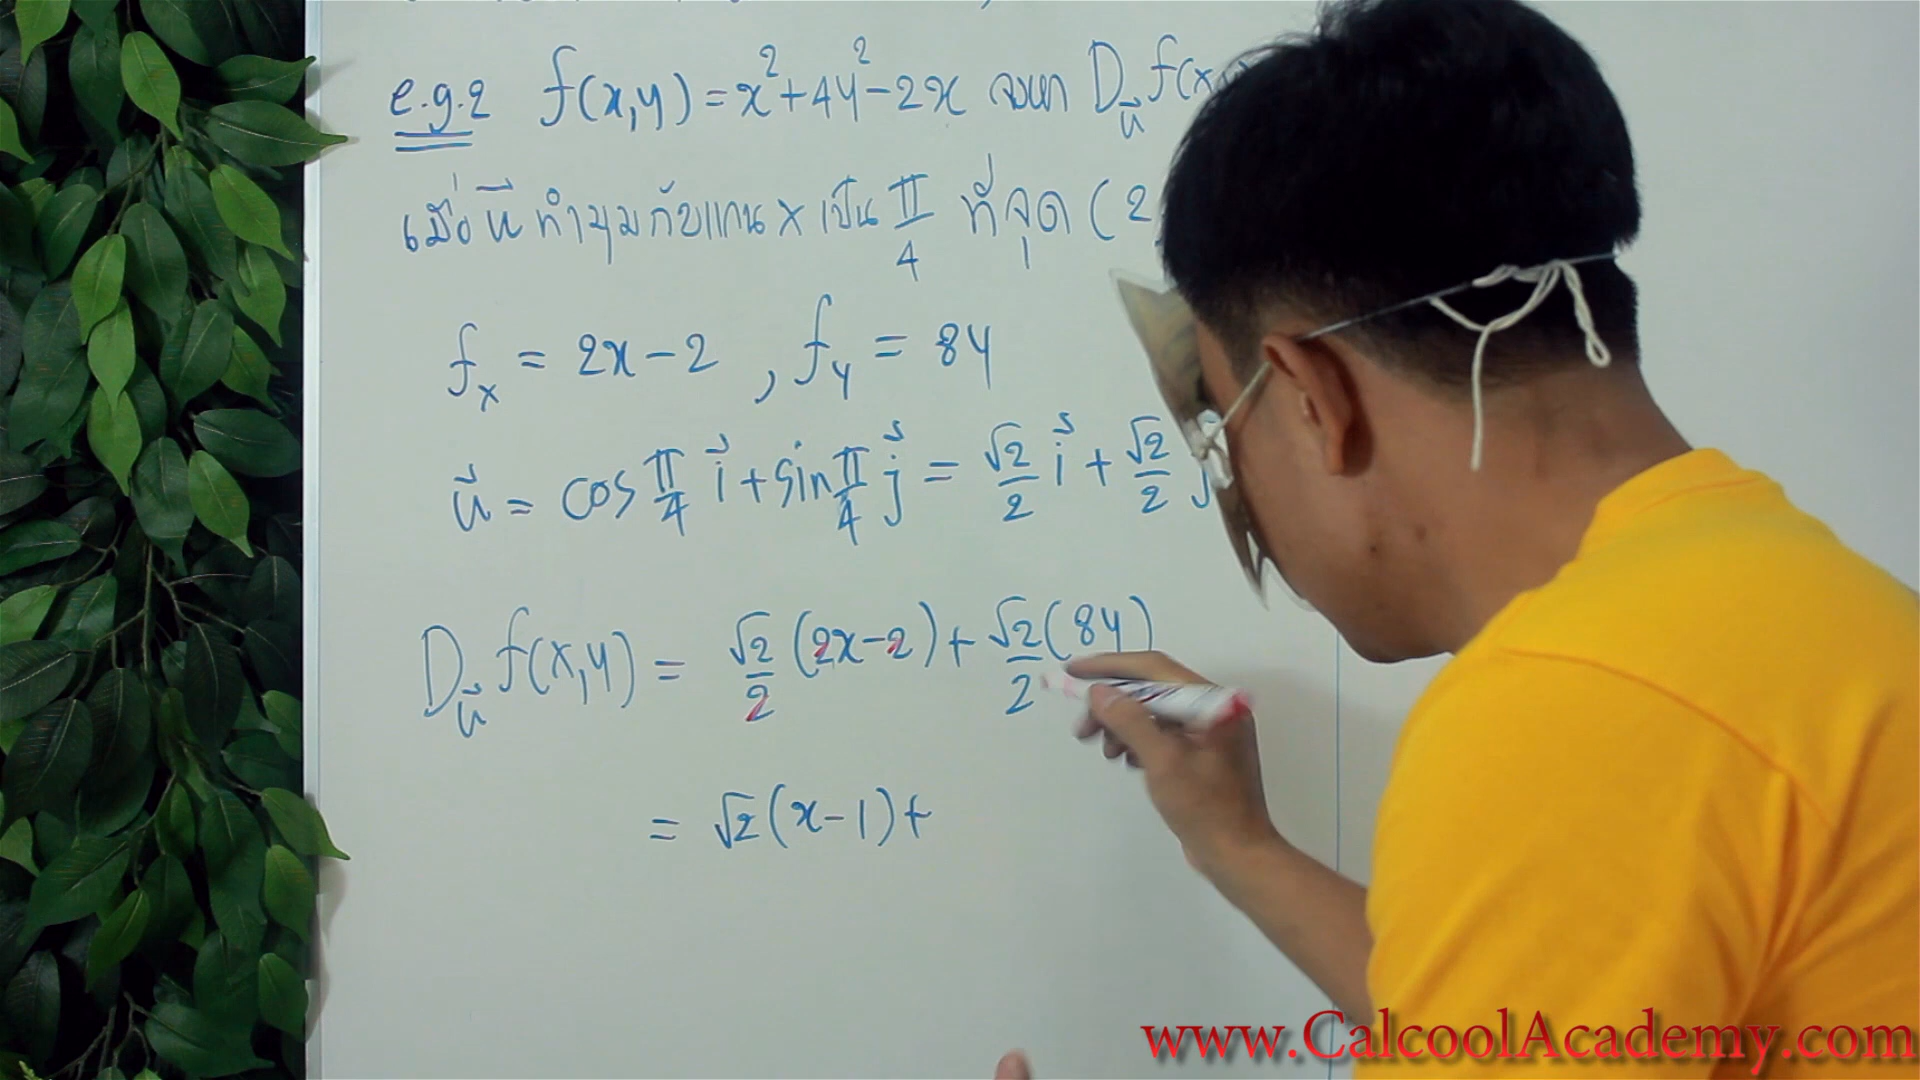 e.g.2 f(x,y) = x² + 4y² - 2x จงหา D_u⃗ f(x,
เมื่อ u⃗ ทำมุมกับแกน x เป็น π/4 ที่จุด (2,
f_x = 2x - 2 , f_y = 8y
u⃗ = cos π/4 i⃗ + sin π/4 j⃗ = √2/2 i⃗ + √2/2 j
D_u⃗ f(x,y) = √2/2 (2x-2) + √2/2 (8y)
= √2(x-1) +
www.CalcoolAcademy.com